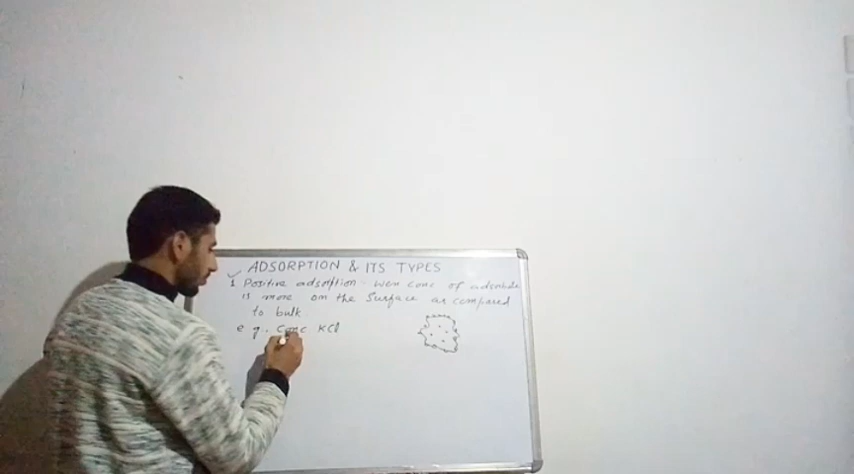 ADSORPTION & ITS TYPES
1 Positive adsorption - wen conc of adsorbate
is more on the Surface as compared
to bulk
e g., conc KCl